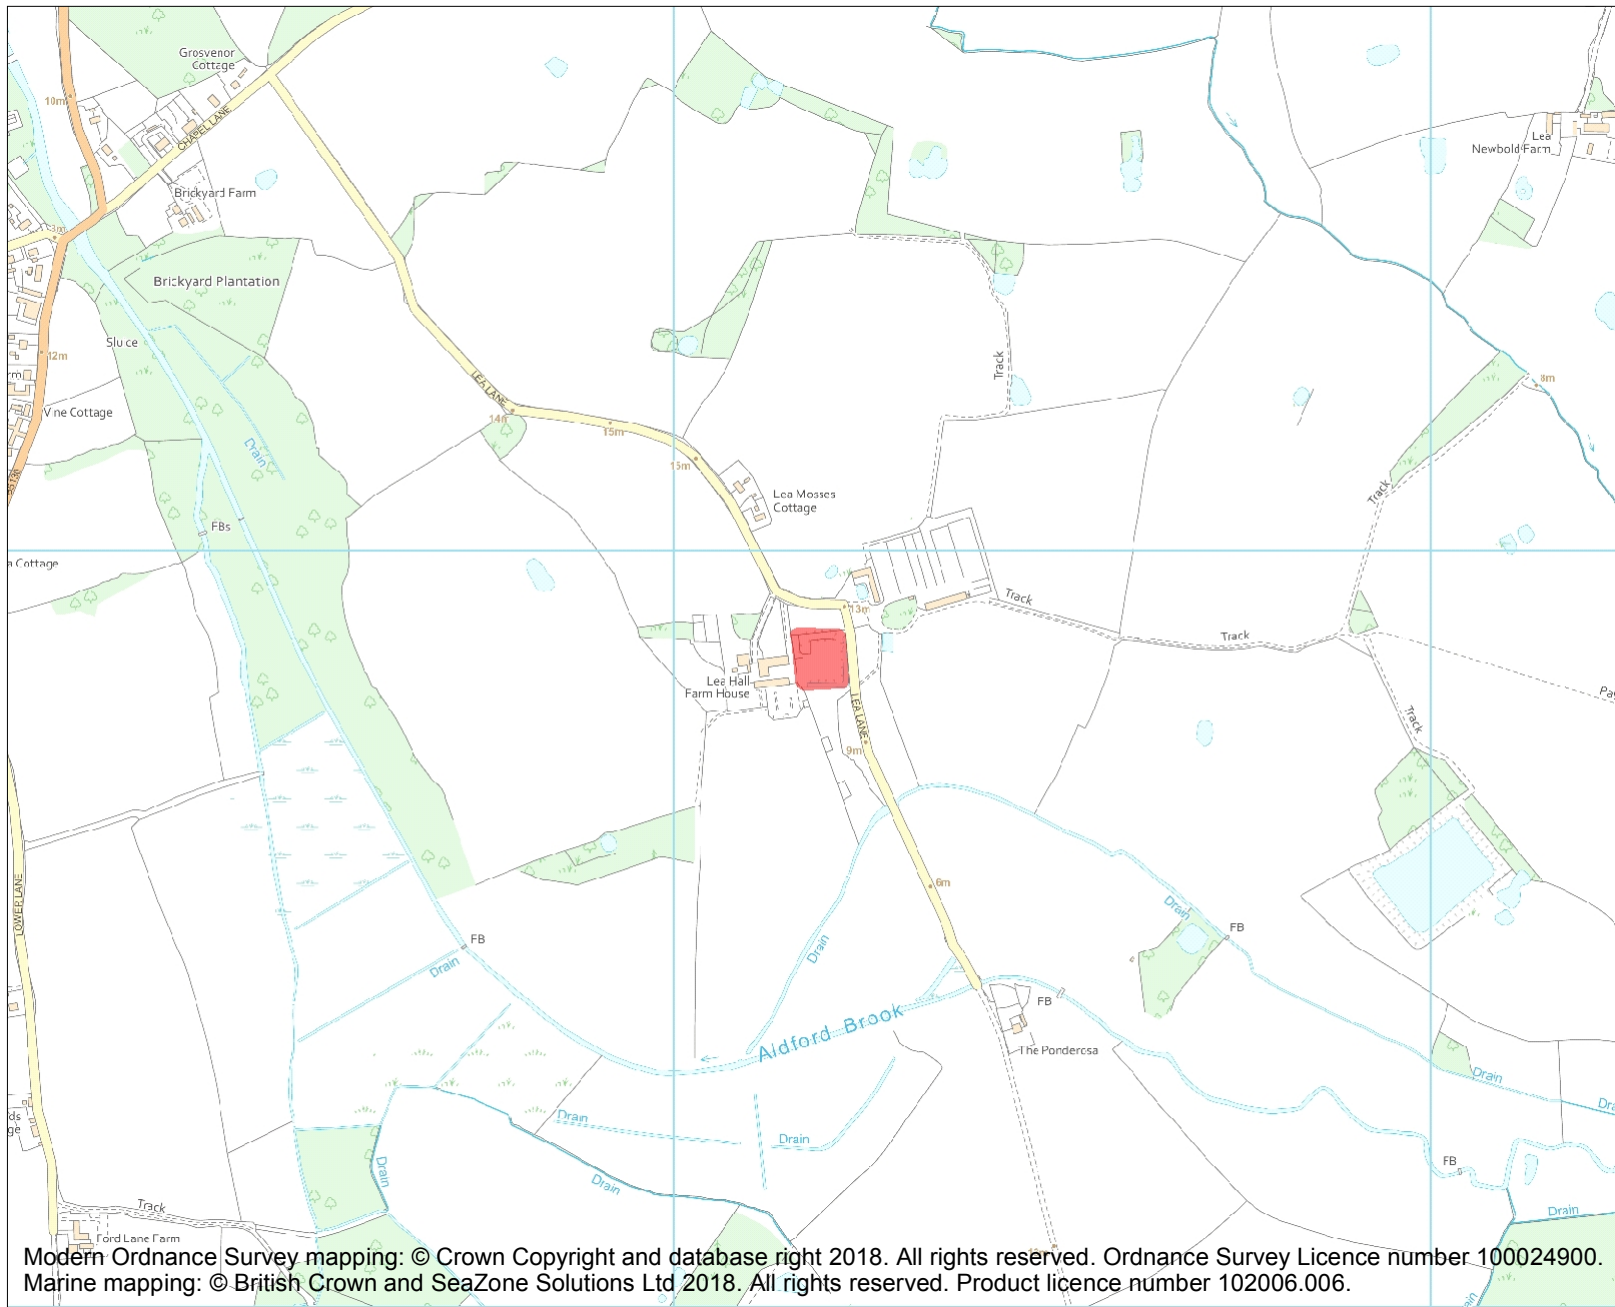 Grosvenor
Cottage
10m
CHAPEL LANE
Lea
Newbold Farm
Brickyard Farm
Brickyard Plantation
Sluice
12m
Vine Cottage
Track
LEA LANE
14m
15m
15m
8m
Drain
Lea Mosses
Cottage
Track
FBs
a Cottage
Track
13m
Track
Lea Hall
Farm House
LEA LANE
Track
9m
6m
LOWER LANE
Drain
FB
FB
Drain
Drain
FB
Aldford Brook
The Ponderosa
Drain
Drain
Drain
FB
Drain
Drain
Track
Drain
Ford Lane Farm
Modern Ordnance Survey mapping: © Crown Copyright and database right 2018. All rights reserved. Ordnance Survey Licence number 100024900.
Marine mapping: © British Crown and SeaZone Solutions Ltd 2018. All rights reserved. Product licence number 102006.006.